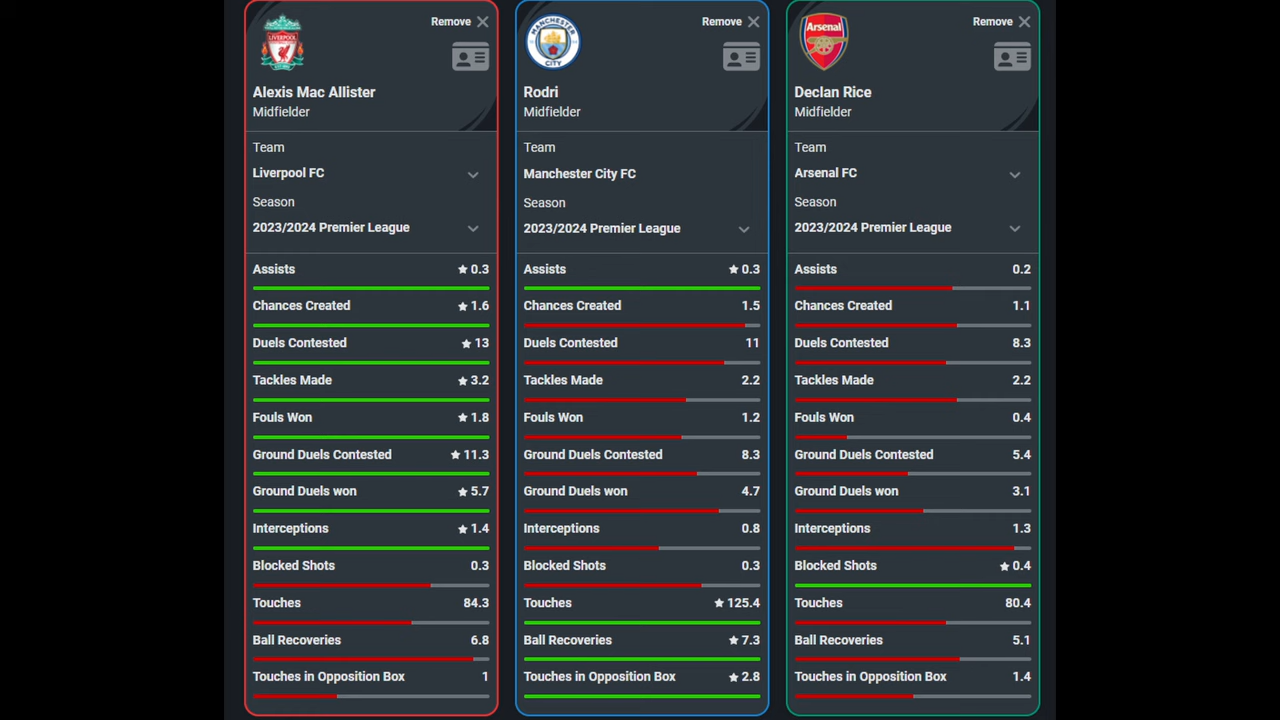 Remove
LIVERPOOL
Alexis Mac Allister
Midfielder
Team
Liverpool FC
Season
2023/2024 Premier League
Assists ★ 0.3
Chances Created ★ 1.6
Duels Contested ★ 13
Tackles Made ★ 3.2
Fouls Won ★ 1.8
Ground Duels Contested ★ 11.3
Ground Duels won ★ 5.7
Interceptions ★ 1.4
Blocked Shots 0.3
Touches 84.3
Ball Recoveries 6.8
Touches in Opposition Box 1
Remove
MANCHESTER
CITY
Rodri
Midfielder
Team
Manchester City FC
Season
2023/2024 Premier League
Assists ★ 0.3
Chances Created 1.5
Duels Contested 11
Tackles Made 2.2
Fouls Won 1.2
Ground Duels Contested 8.3
Ground Duels won 4.7
Interceptions 0.8
Blocked Shots 0.3
Touches ★ 125.4
Ball Recoveries ★ 7.3
Touches in Opposition Box ★ 2.8
Remove
Arsenal
Declan Rice
Midfielder
Team
Arsenal FC
Season
2023/2024 Premier League
Assists 0.2
Chances Created 1.1
Duels Contested 8.3
Tackles Made 2.2
Fouls Won 0.4
Ground Duels Contested 5.4
Ground Duels won 3.1
Interceptions 1.3
Blocked Shots ★ 0.4
Touches 80.4
Ball Recoveries 5.1
Touches in Opposition Box 1.4